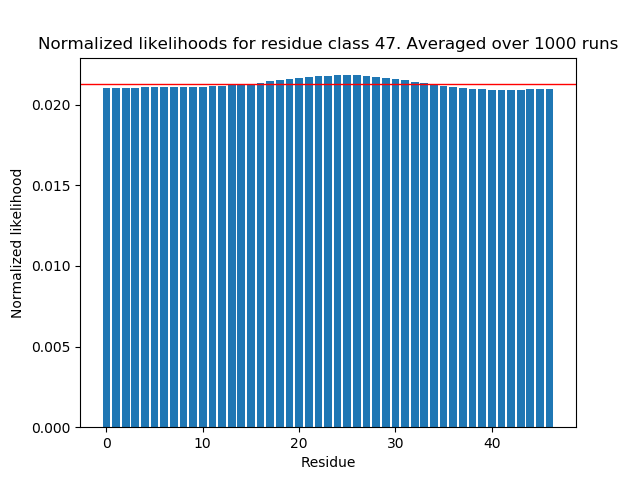 Normalized likelihoods for residue class 47. Averaged over 1000 runs
0.020
0.015
0.010
0.005
0.000
Normalized likelihood
0 10 20 30 40
Residue